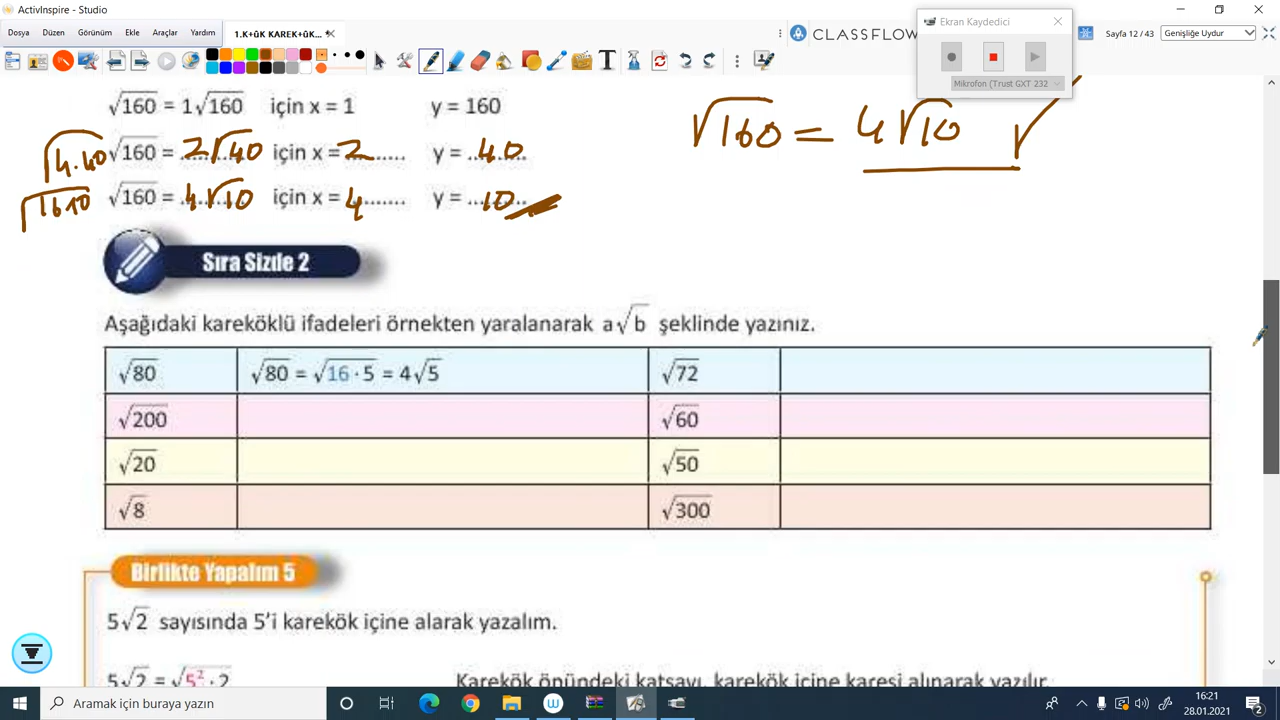 ActivInspire - Studio
Dosya Düzen Görünüm Ekle Araçlar Yardım
1.K+ûK KAREK+ûK...
CLASSFLOW
Sayfa 12 / 43
Genişliğe Uydur
Ekran Kaydedici
Mikrofon (Trust GXT 232
√160 = 1√160 için x = 1 y = 160
√4.40 √160 = 2√40 için x = 2 y = 40
√16.10 √160 = 4√10 için x = 4........ y = 10
√160 = 4√10 √
Sıra Sizde 2
Aşağıdaki kareköklü ifadeleri örnekten yaralanarak a√b şeklinde yazınız.
√80 √80 = √16 · 5 = 4√5 √72
√200 √60
√20 √50
√8 √300
Birlikte Yapalım 5
5√2 sayısında 5'i karekök içine alarak yazalım.
5√2 = √5² · 2 Karekök önündeki katsayı, karekök içine karesi alınarak yazılır.
Aramak için buraya yazın
16:21
28.01.2021
2